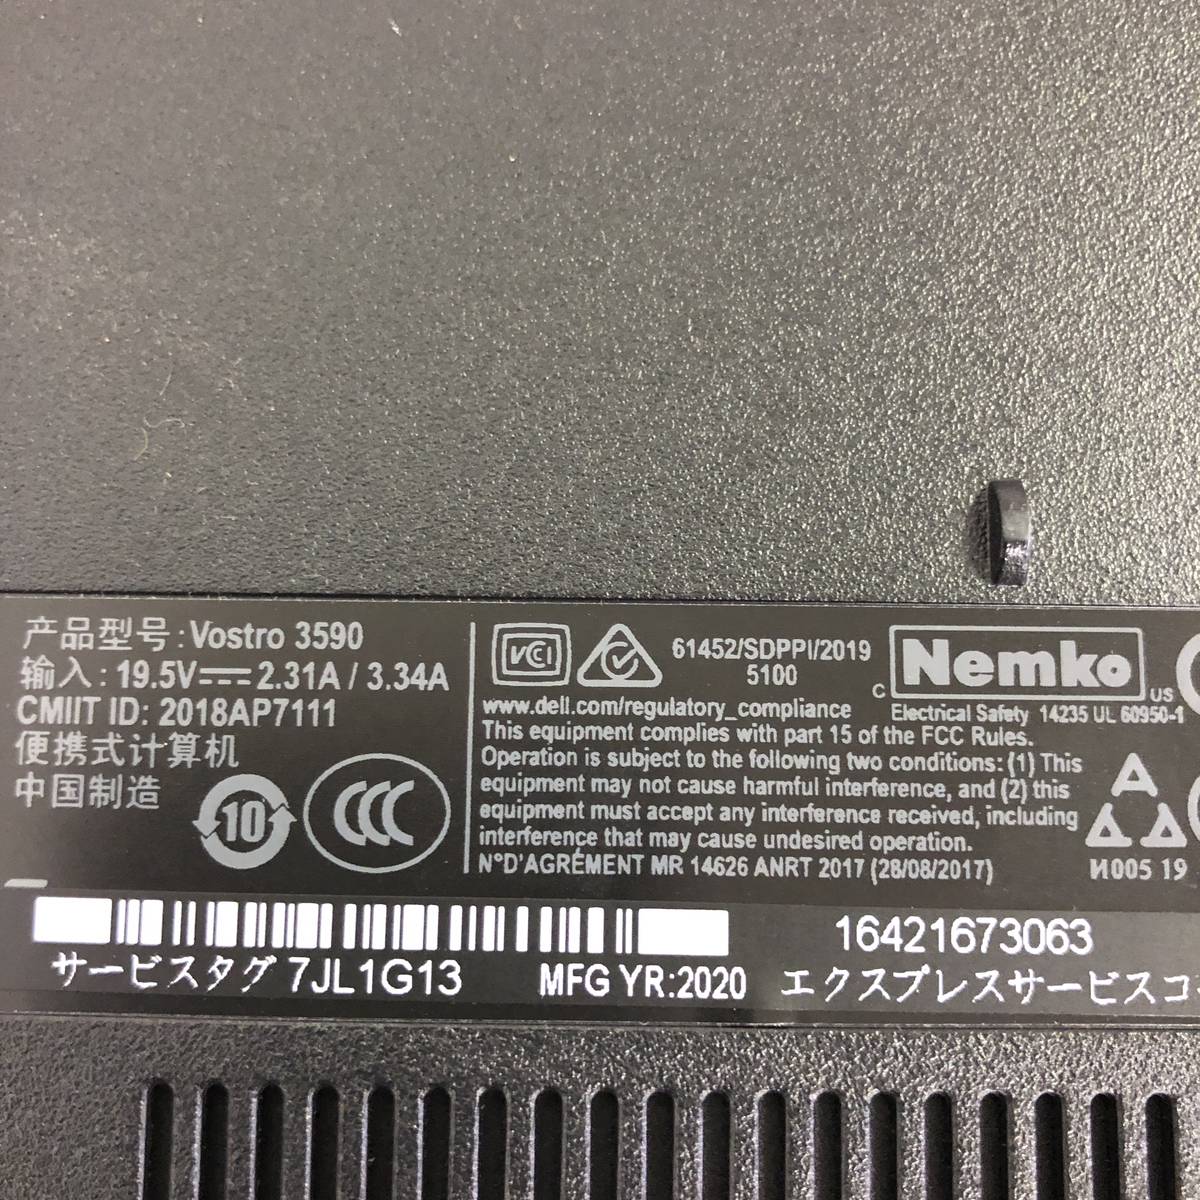 产品型号: Vostro 3590
输入: 19.5V⎓2.31A / 3.34A
CMIIT ID: 2018AP7111
便携式计算机
中国制造
10
CCC
VCCI
61452/SDPPI/2019
5100
C Nemko US
Electrical Safety 14235 UL 60950-1
www.dell.com/regulatory_compliance
This equipment complies with part 15 of the FCC Rules.
Operation is subject to the following two conditions: (1) This
equipment may not cause harmful interference, and (2) this
equipment must accept any interference received, including
interference that may cause undesired operation.
N°D'AGRÉMENT MR 14626 ANRT 2017 (28/08/2017)
И005 19
16421673063
サービスタグ 7JL1G13 MFG YR:2020 エクスプレスサービスコ